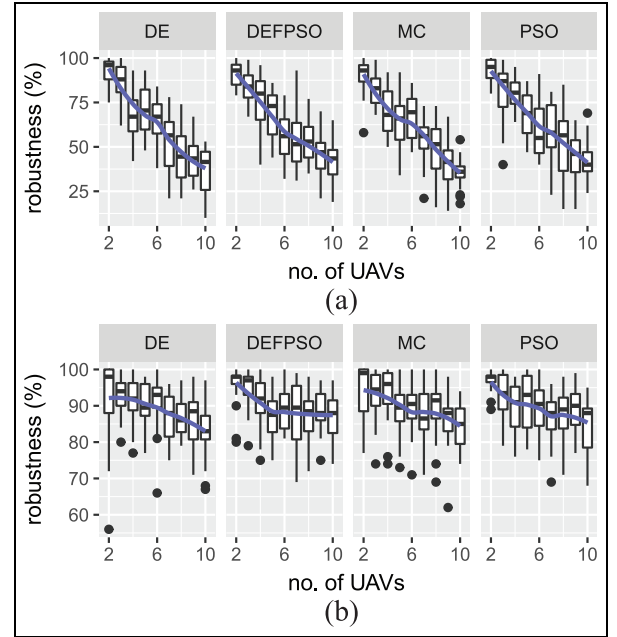 DE DEFPSO MC PSO
100
75
50
25
robustness (%)
2 6 10 2 6 10 2 6 10 2 6 10
no. of UAVs
(a)
DE DEFPSO MC PSO
100
90
80
70
60
robustness (%)
2 6 10 2 6 10 2 6 10 2 6 10
no. of UAVs
(b)